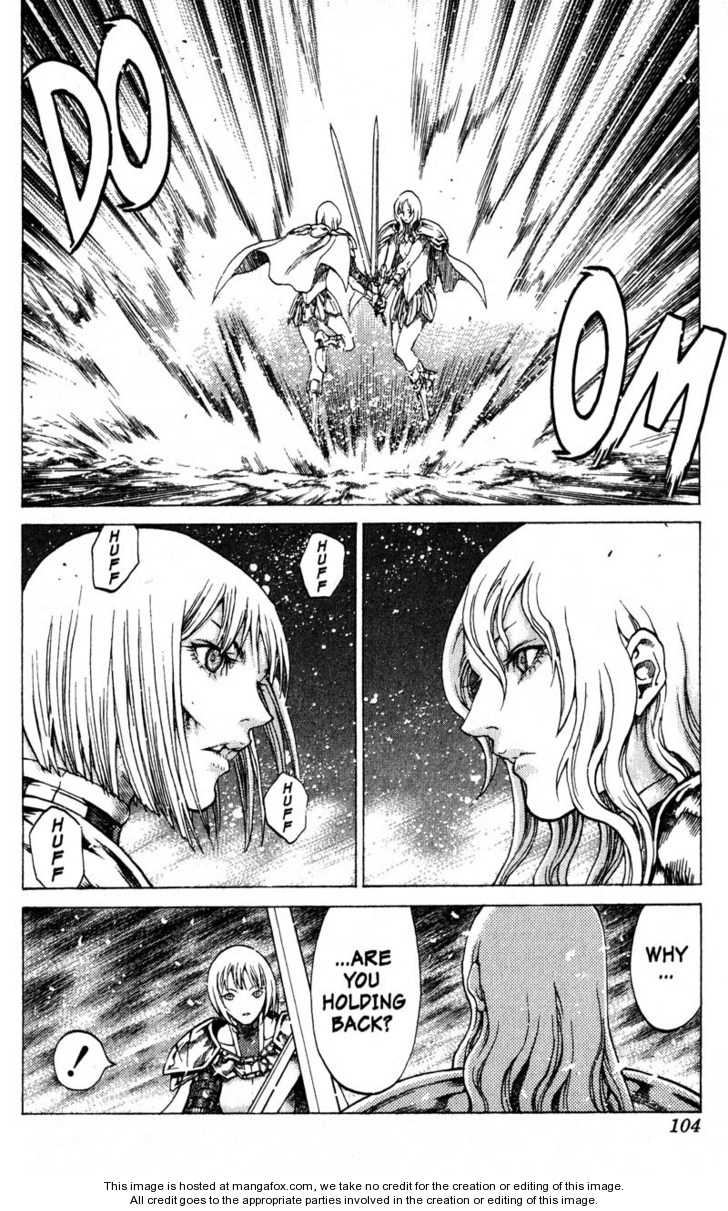 DO
OM
HUFF
HUFF
HUFF
HUFF
WHY
...
...ARE
YOU
HOLDING
BACK?
!
104
This image is hosted at mangafox.com, we take no credit for the creation or editing of this image.
All credit goes to the appropriate parties involved in the creation or editing of this image.